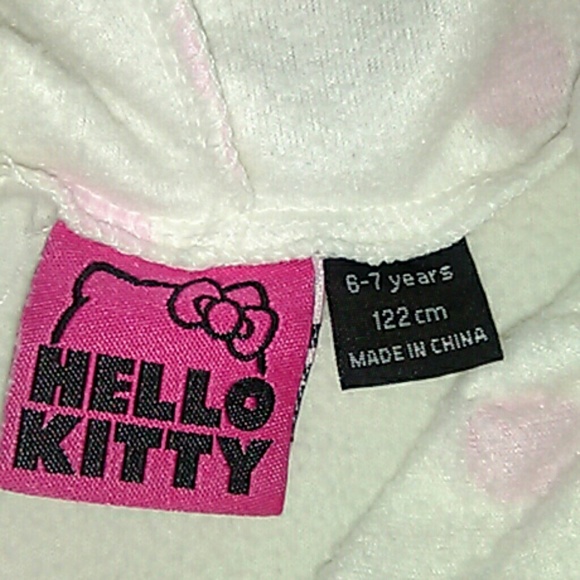 HELLO
KITTY
6-7 years
122 cm
MADE IN CHINA